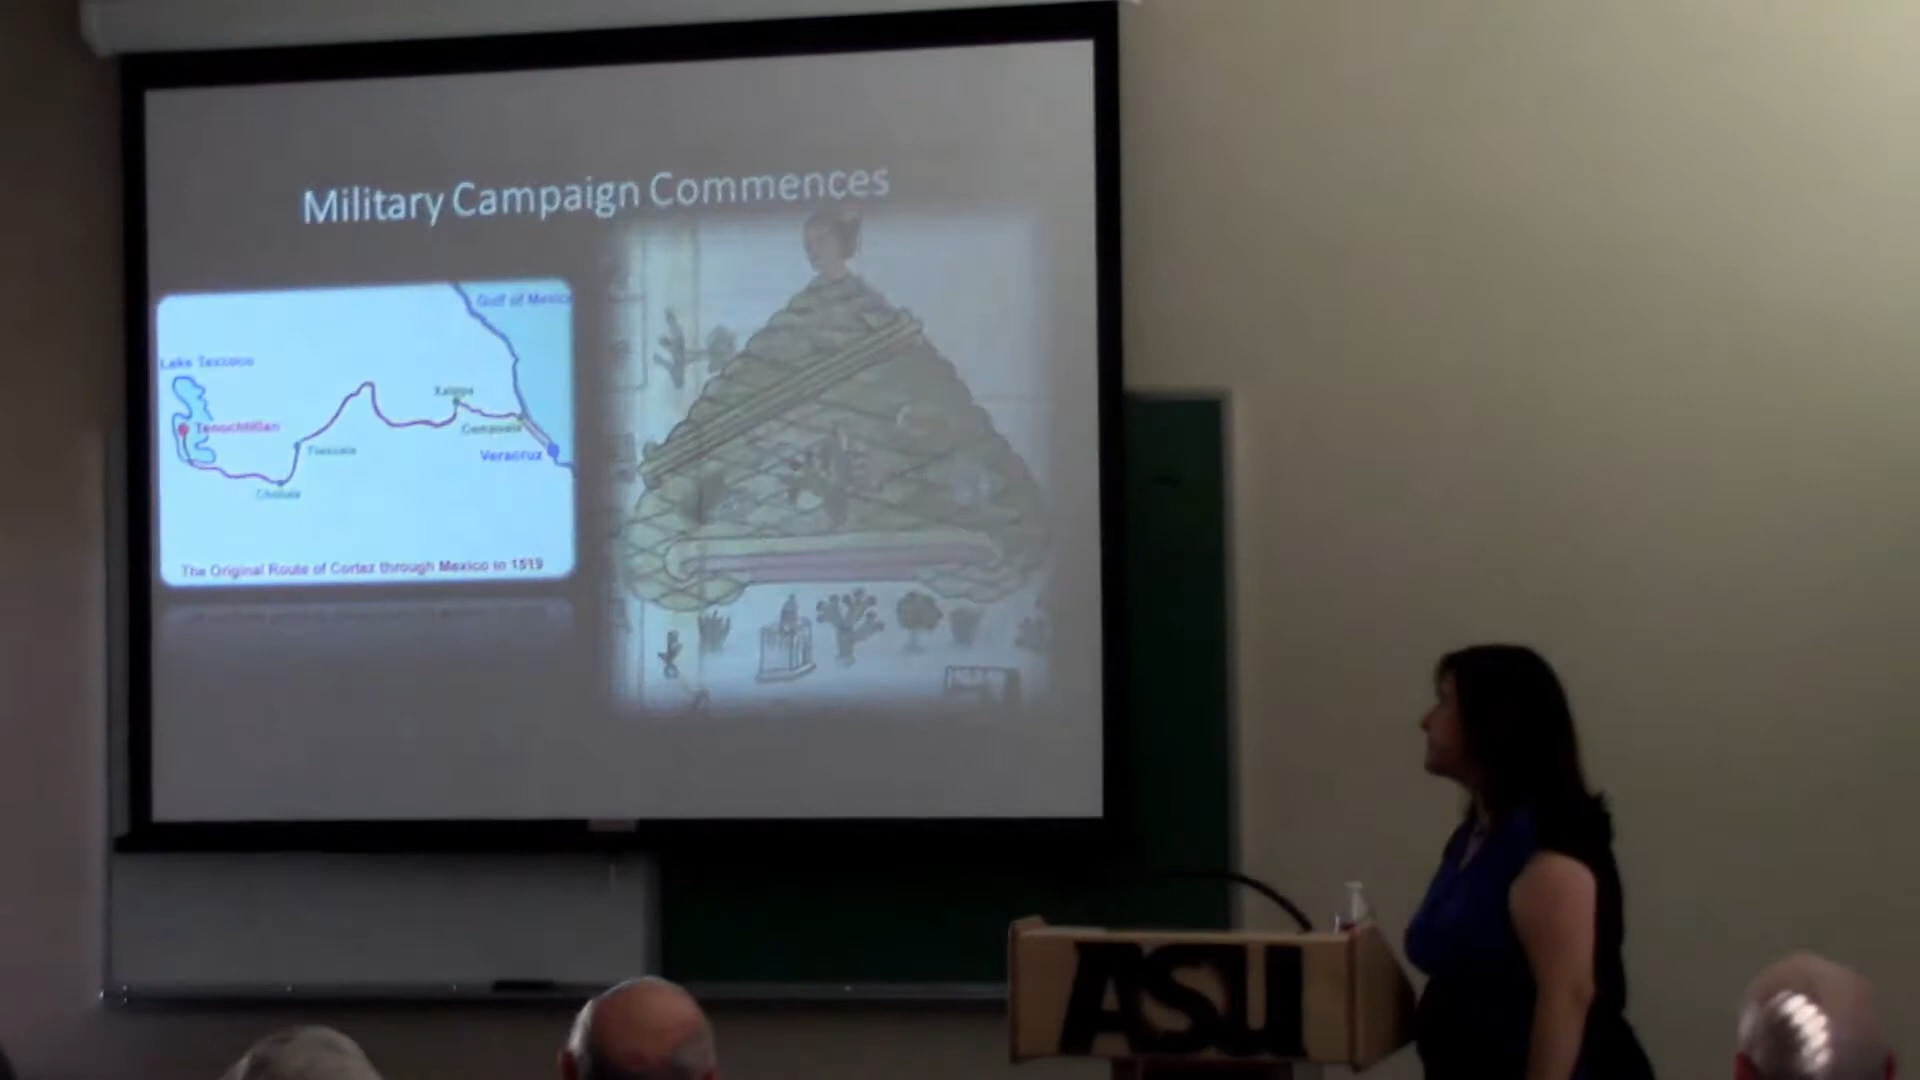 Military Campaign Commences
Gulf of Mexico
Lake Texcoco
Xalapa
Tenochtitlan
Cempoala
Tlaxcala
Veracruz
Cholula
The Original Route of Cortez through Mexico in 1519
ASU